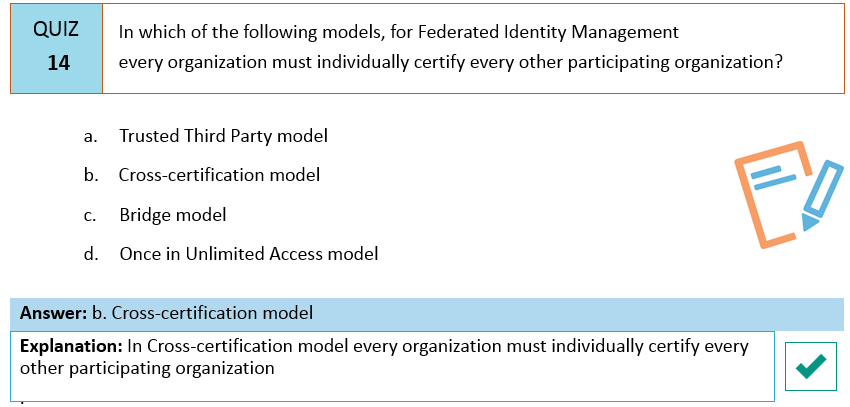 QUIZ
14
In which of the following models, for Federated Identity Management
every organization must individually certify every other participating organization?
a. Trusted Third Party model
b. Cross-certification model
c. Bridge model
d. Once in Unlimited Access model
Answer: b. Cross-certification model
Explanation: In Cross-certification model every organization must individually certify every
other participating organization
.